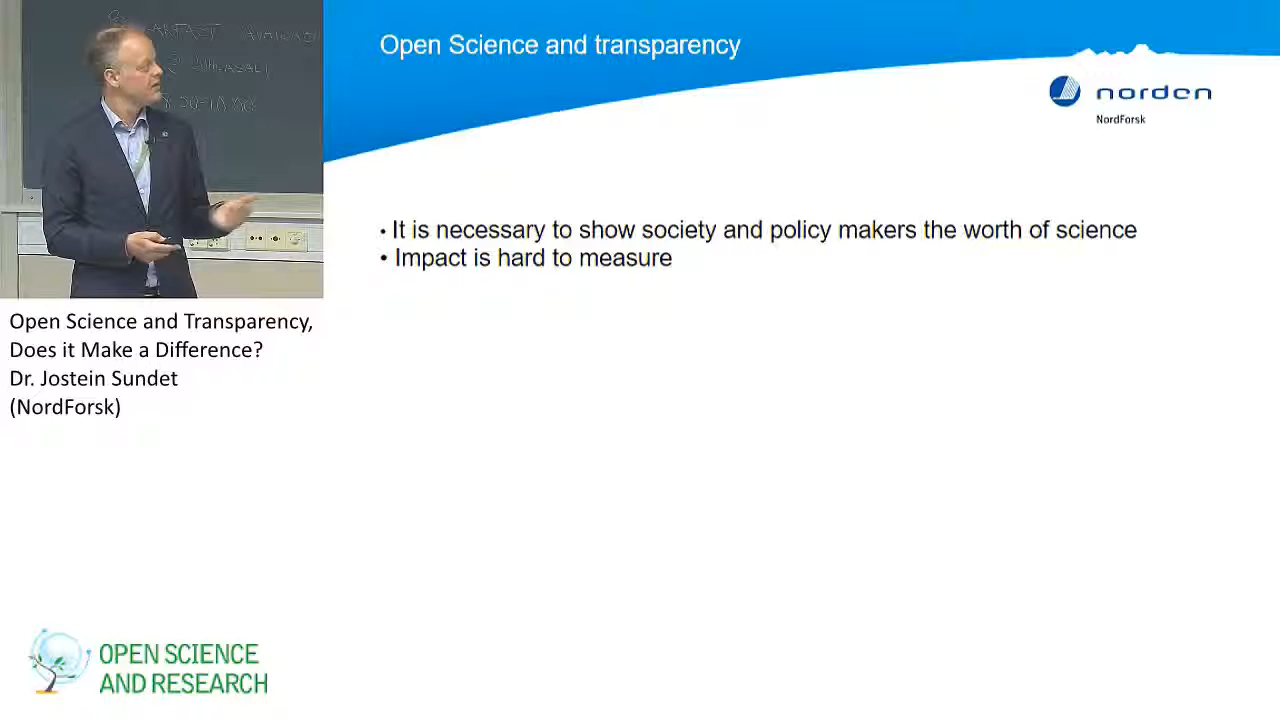 Open Science and transparency
norden
NordForsk
• It is necessary to show society and policy makers the worth of science
• Impact is hard to measure
Open Science and Transparency,
Does it Make a Difference?
Dr. Jostein Sundet
(NordForsk)
OPEN SCIENCE
AND RESEARCH